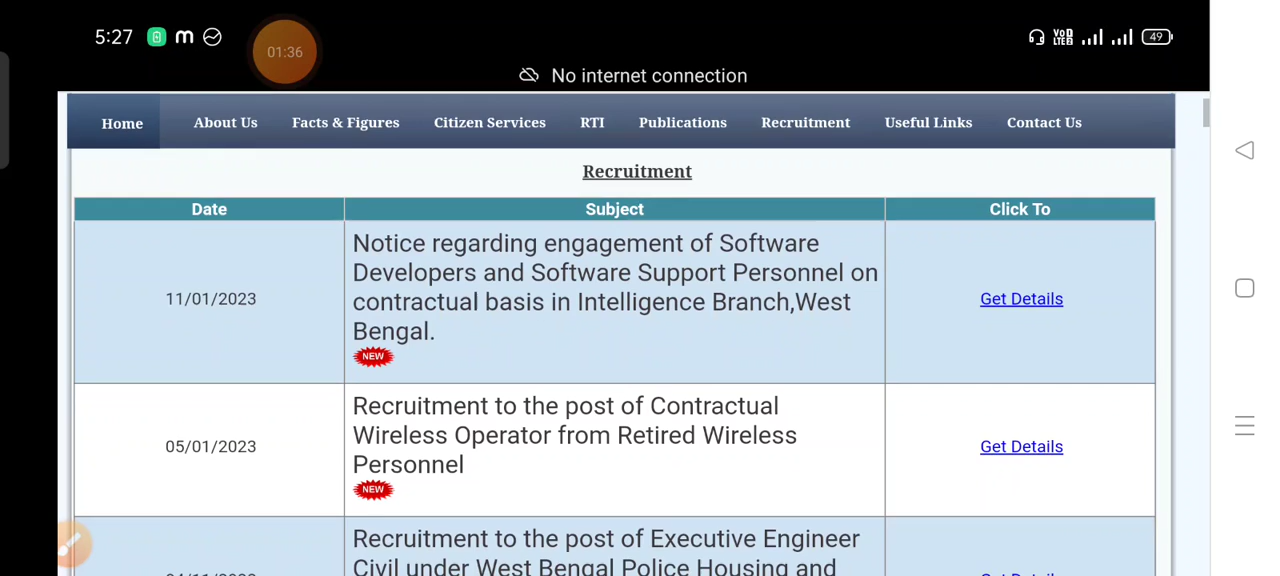 5:27
01:36
49
No internet connection
Home About Us Facts & Figures Citizen Services RTI Publications Recruitment Useful Links Contact Us
Recruitment
Date Subject Click To
Notice regarding engagement of Software
Developers and Software Support Personnel on
11/01/2023 contractual basis in Intelligence Branch,West Get Details
Bengal.
NEW
Recruitment to the post of Contractual
05/01/2023 Wireless Operator from Retired Wireless Get Details
Personnel
NEW
Recruitment to the post of Executive Engineer
Civil under West Bengal Police Housing and